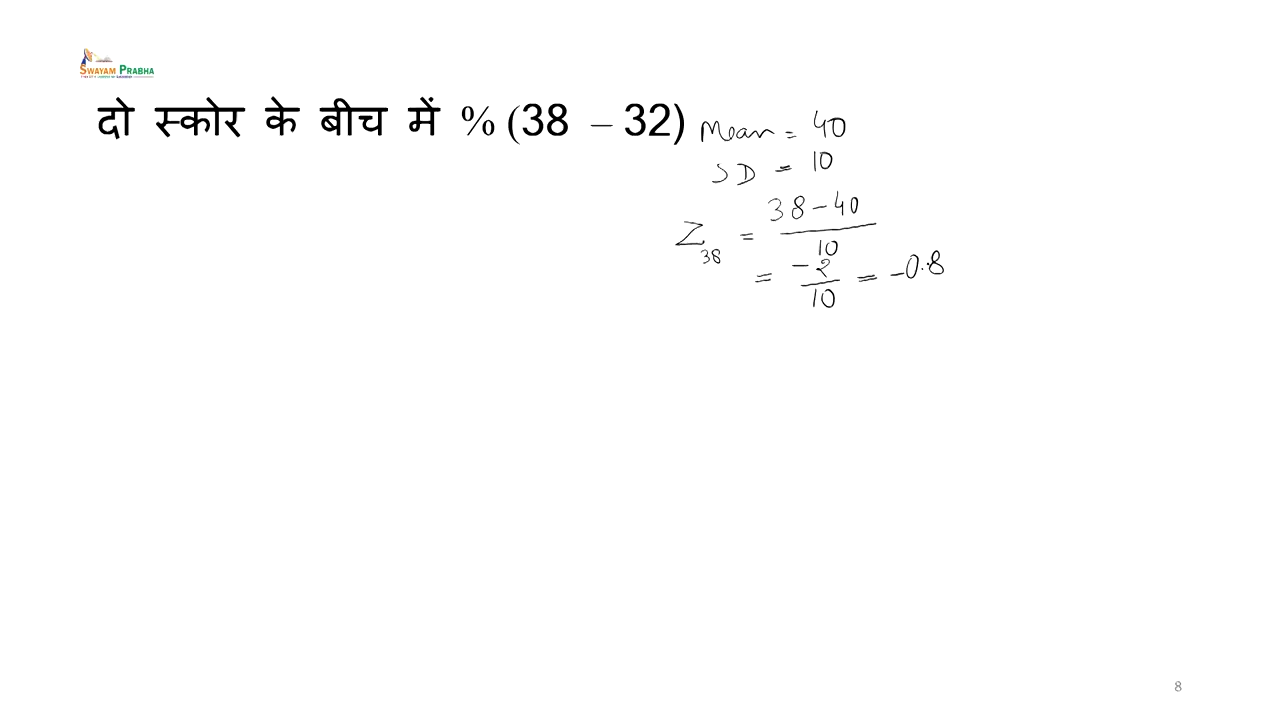 SWAYAM PRABHA
दो स्कोर के बीच में % (38 – 32)
Mean = 40
SD = 10
Z38 = 38-40
10
= -2 = -0.8
10
8